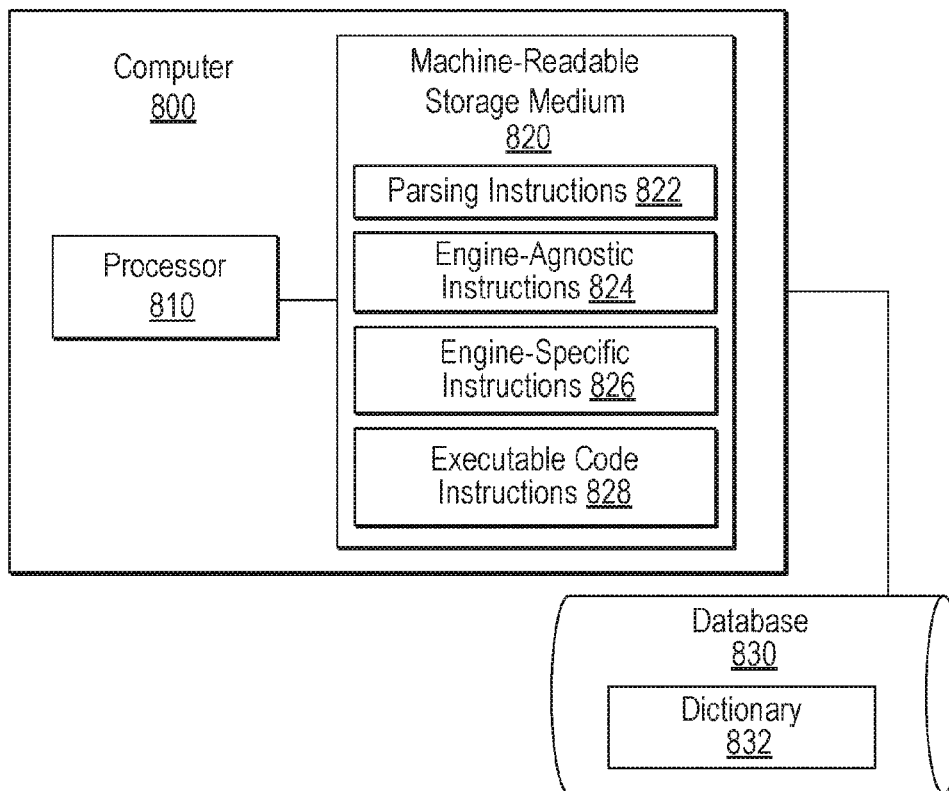 Computer
800
Machine-Readable
Storage Medium
820
Parsing Instructions 822
Processor
810
Engine-Agnostic
Instructions 824
Engine-Specific
Instructions 826
Executable Code
Instructions 828
Database
830
Dictionary
832